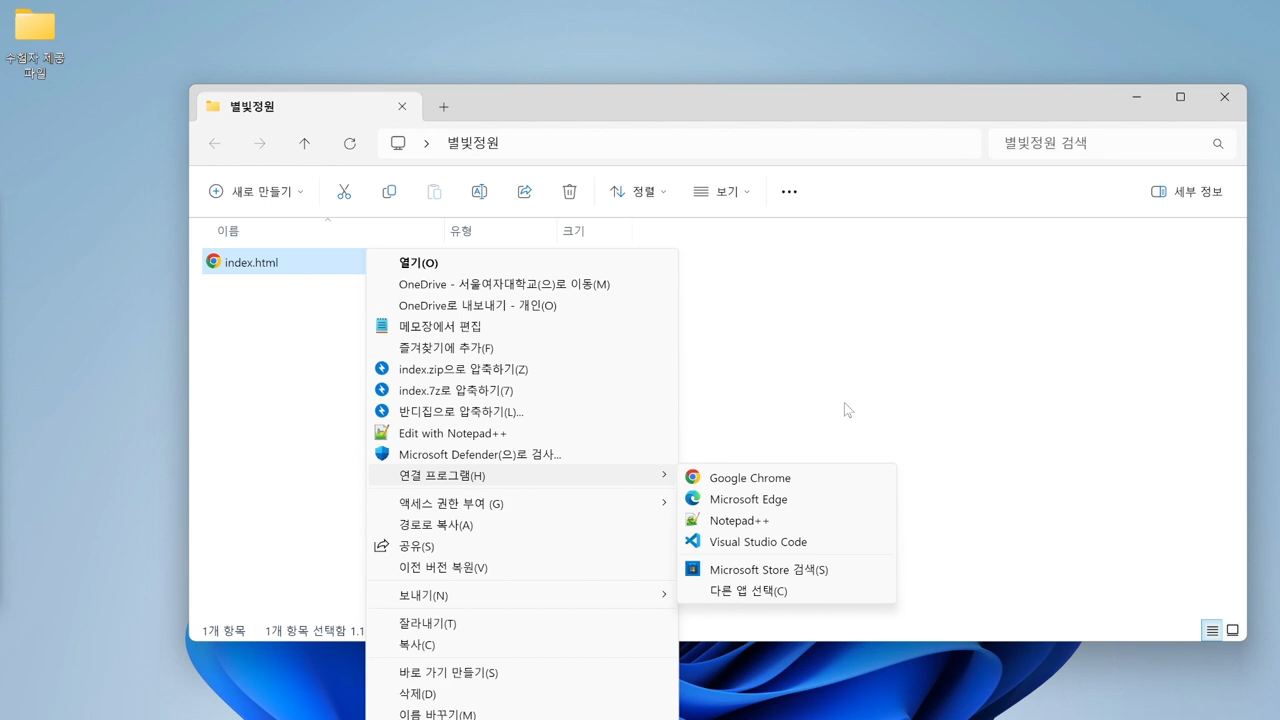 수험자 제공
파일
별빛정원
별빛정원
별빛정원 검색
새로 만들기
정렬
보기
세부 정보
이름
유형
크기
index.html
열기(O)
OneDrive - 서울여자대학교(으)로 이동(M)
OneDrive로 내보내기 - 개인(O)
메모장에서 편집
즐겨찾기에 추가(F)
index.zip으로 압축하기(Z)
index.7z로 압축하기(7)
반디집으로 압축하기(L)...
Edit with Notepad++
Microsoft Defender(으)로 검사...
연결 프로그램(H)
액세스 권한 부여 (G)
경로로 복사(A)
공유(S)
이전 버전 복원(V)
보내기(N)
잘라내기(T)
복사(C)
바로 가기 만들기(S)
삭제(D)
이름 바꾸기(M)
Google Chrome
Microsoft Edge
Notepad++
Visual Studio Code
Microsoft Store 검색(S)
다른 앱 선택(C)
1개 항목
1개 항목 선택함 1.1